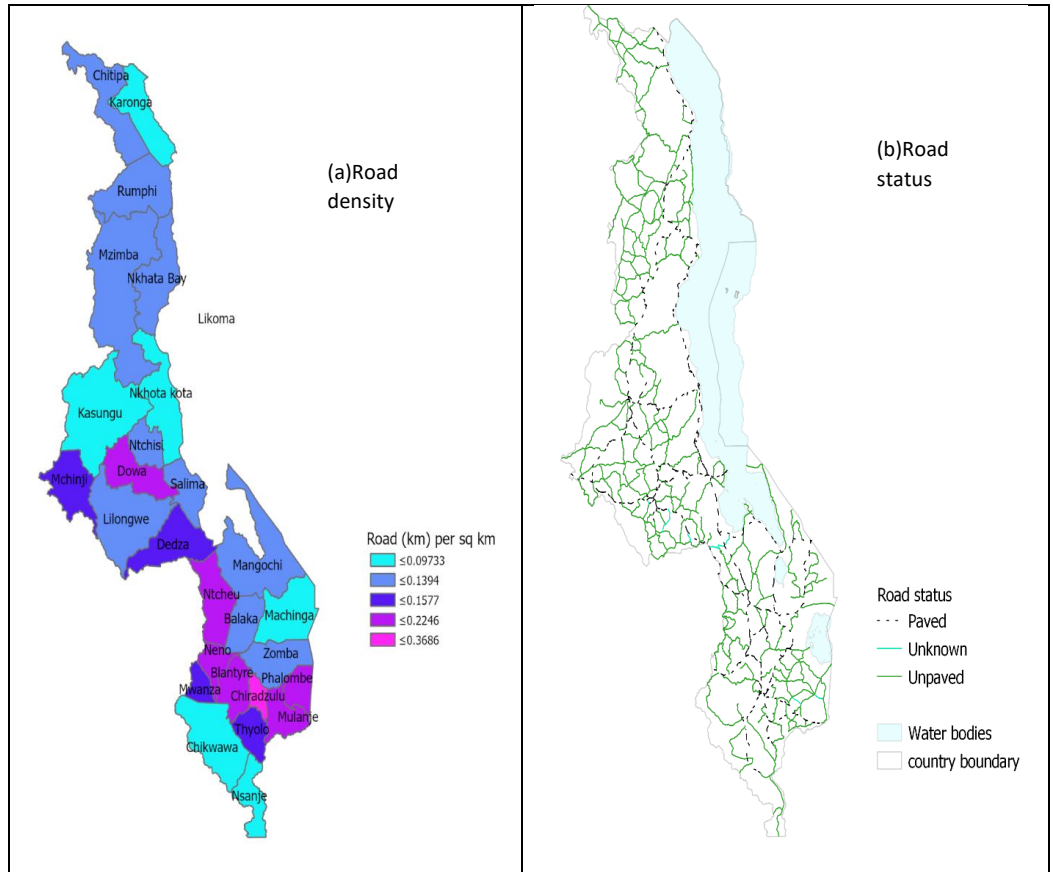 (a)Road
density
Chitipa
Karonga
Rumphi
Mzimba
Nkhata Bay
Likoma
Nkhota kota
Kasungu
Ntchisi
Dowa
Mchinji
Salima
Lilongwe
Dedza
Mangochi
Ntcheu
Balaka
Machinga
Neno
Zomba
Blantyre
Phalombe
Mwanza
Chiradzulu
Mulanje
Thyolo
Chikwawa
Nsanje
Road (km) per sq km
≤0.09733
≤0.1394
≤0.1577
≤0.2246
≤0.3686
(b)Road
status
Road status
Paved
Unknown
Unpaved
Water bodies
country boundary